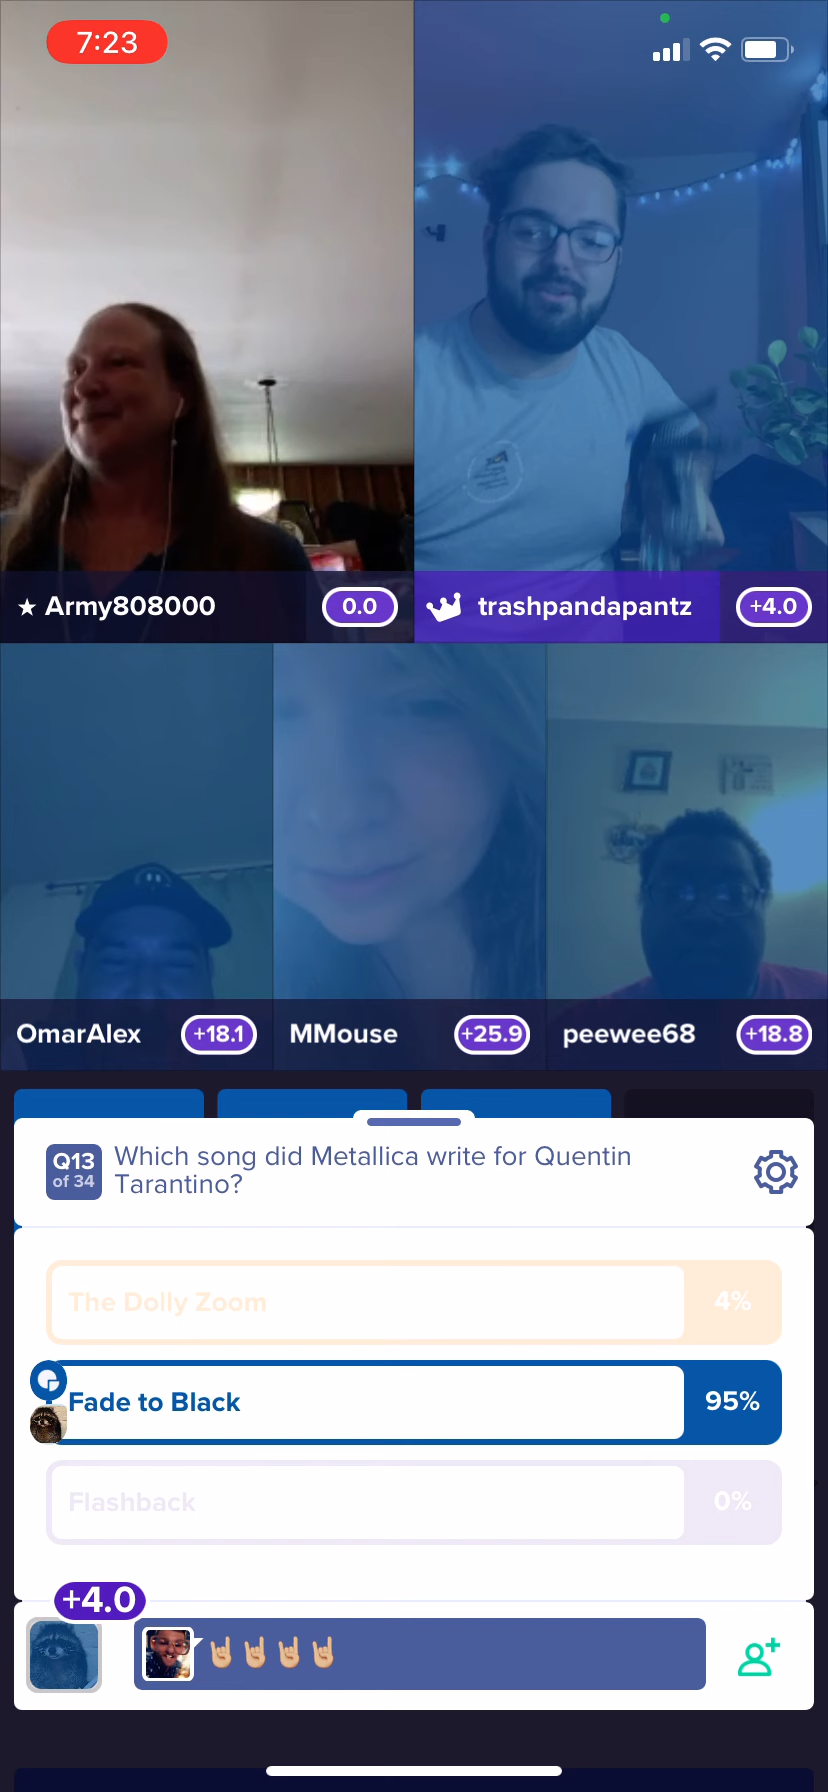 7:23
★ Army808000
0.0
trashpandapantz
+4.0
OmarAlex
+18.1
MMouse
+25.9
peewee68
+18.8
Q13
of 34
Which song did Metallica write for Quentin
Tarantino?
The Dolly Zoom
4%
Fade to Black
95%
Flashback
0%
+4.0
🤘🏼🤘🏼🤘🏼🤘🏼